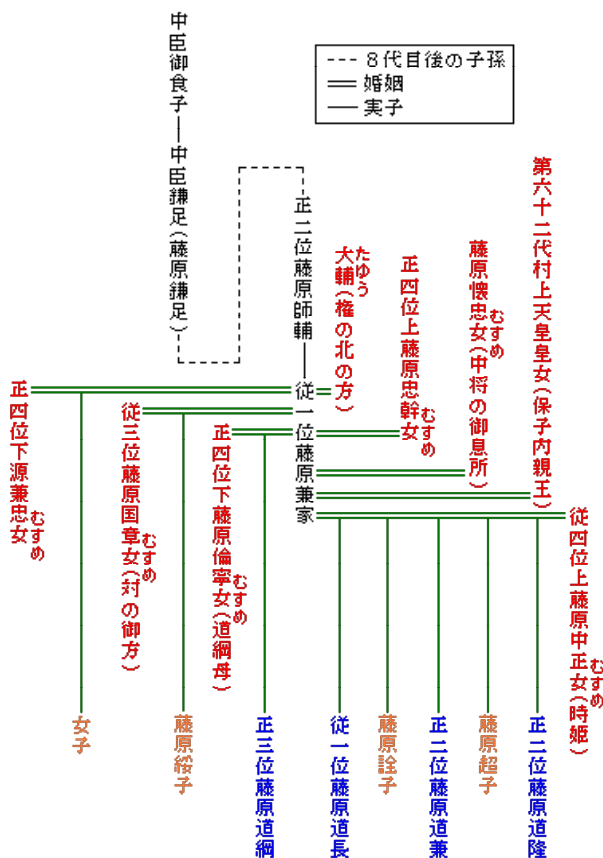 中臣御食子
中臣鎌足(藤原鎌足)
８代目後の子孫
婚姻
実子
正二位藤原師輔
従一位藤原兼家
第六十二代村上天皇皇女(保子内親王)
藤原懐忠女(中将の御息所)
むすめ
正四位上藤原忠幹女
むすめ
大輔(権の北の方)
たゆう
従四位上藤原中正女(時姫)
むすめ
正四位下藤原倫寧女(道綱母)
むすめ
従三位藤原国章女(対の御方)
むすめ
正四位下源兼忠女
むすめ
正二位藤原道隆
藤原超子
正二位藤原道兼
藤原詮子
従一位藤原道長
正三位藤原道綱
藤原綏子
女子